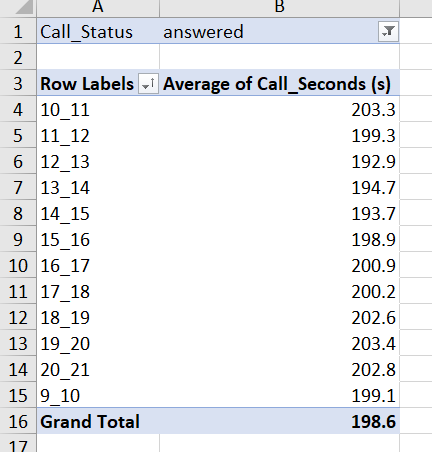 A B
1 Call_Status answered
2
3 Row Labels Average of Call_Seconds (s)
4 10_11 203.3
5 11_12 199.3
6 12_13 192.9
7 13_14 194.7
8 14_15 193.7
9 15_16 198.9
10 16_17 200.9
11 17_18 200.2
12 18_19 202.6
13 19_20 203.4
14 20_21 202.8
15 9_10 199.1
16 Grand Total 198.6
17